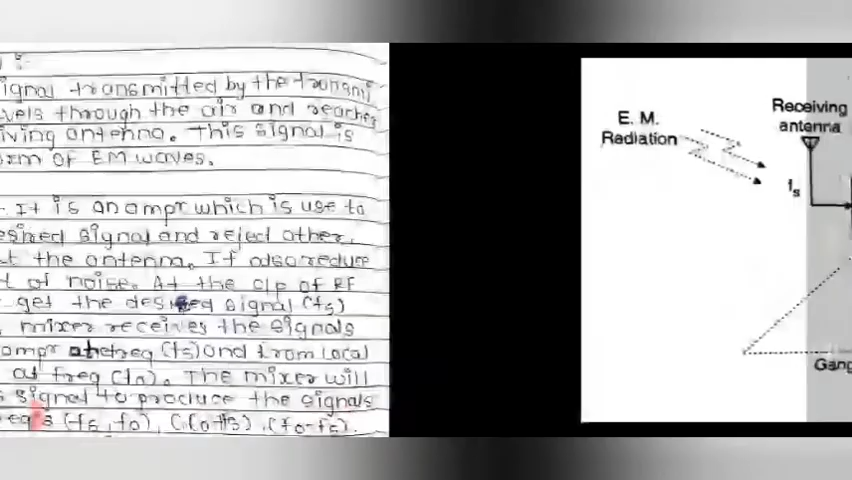 :
ignal transmitted by the transmi
vels through the air and reaches
iving antenna. This signal is
orm of EM waves.
. It is an ampr which is use to
esired signal and reject other.
t the antenna. It also reduce
t of noise. At the o/p of RF
get the desired signal (fs)
mixer receives the signals
ampr at freq (fs) and from local
at freq (fo). The mixer will
s signal to produce the signals
req's (fs, fo), (fo+fs), (fo-fs).
E. M.
Radiation
Receiving
antenna
fs
Gang